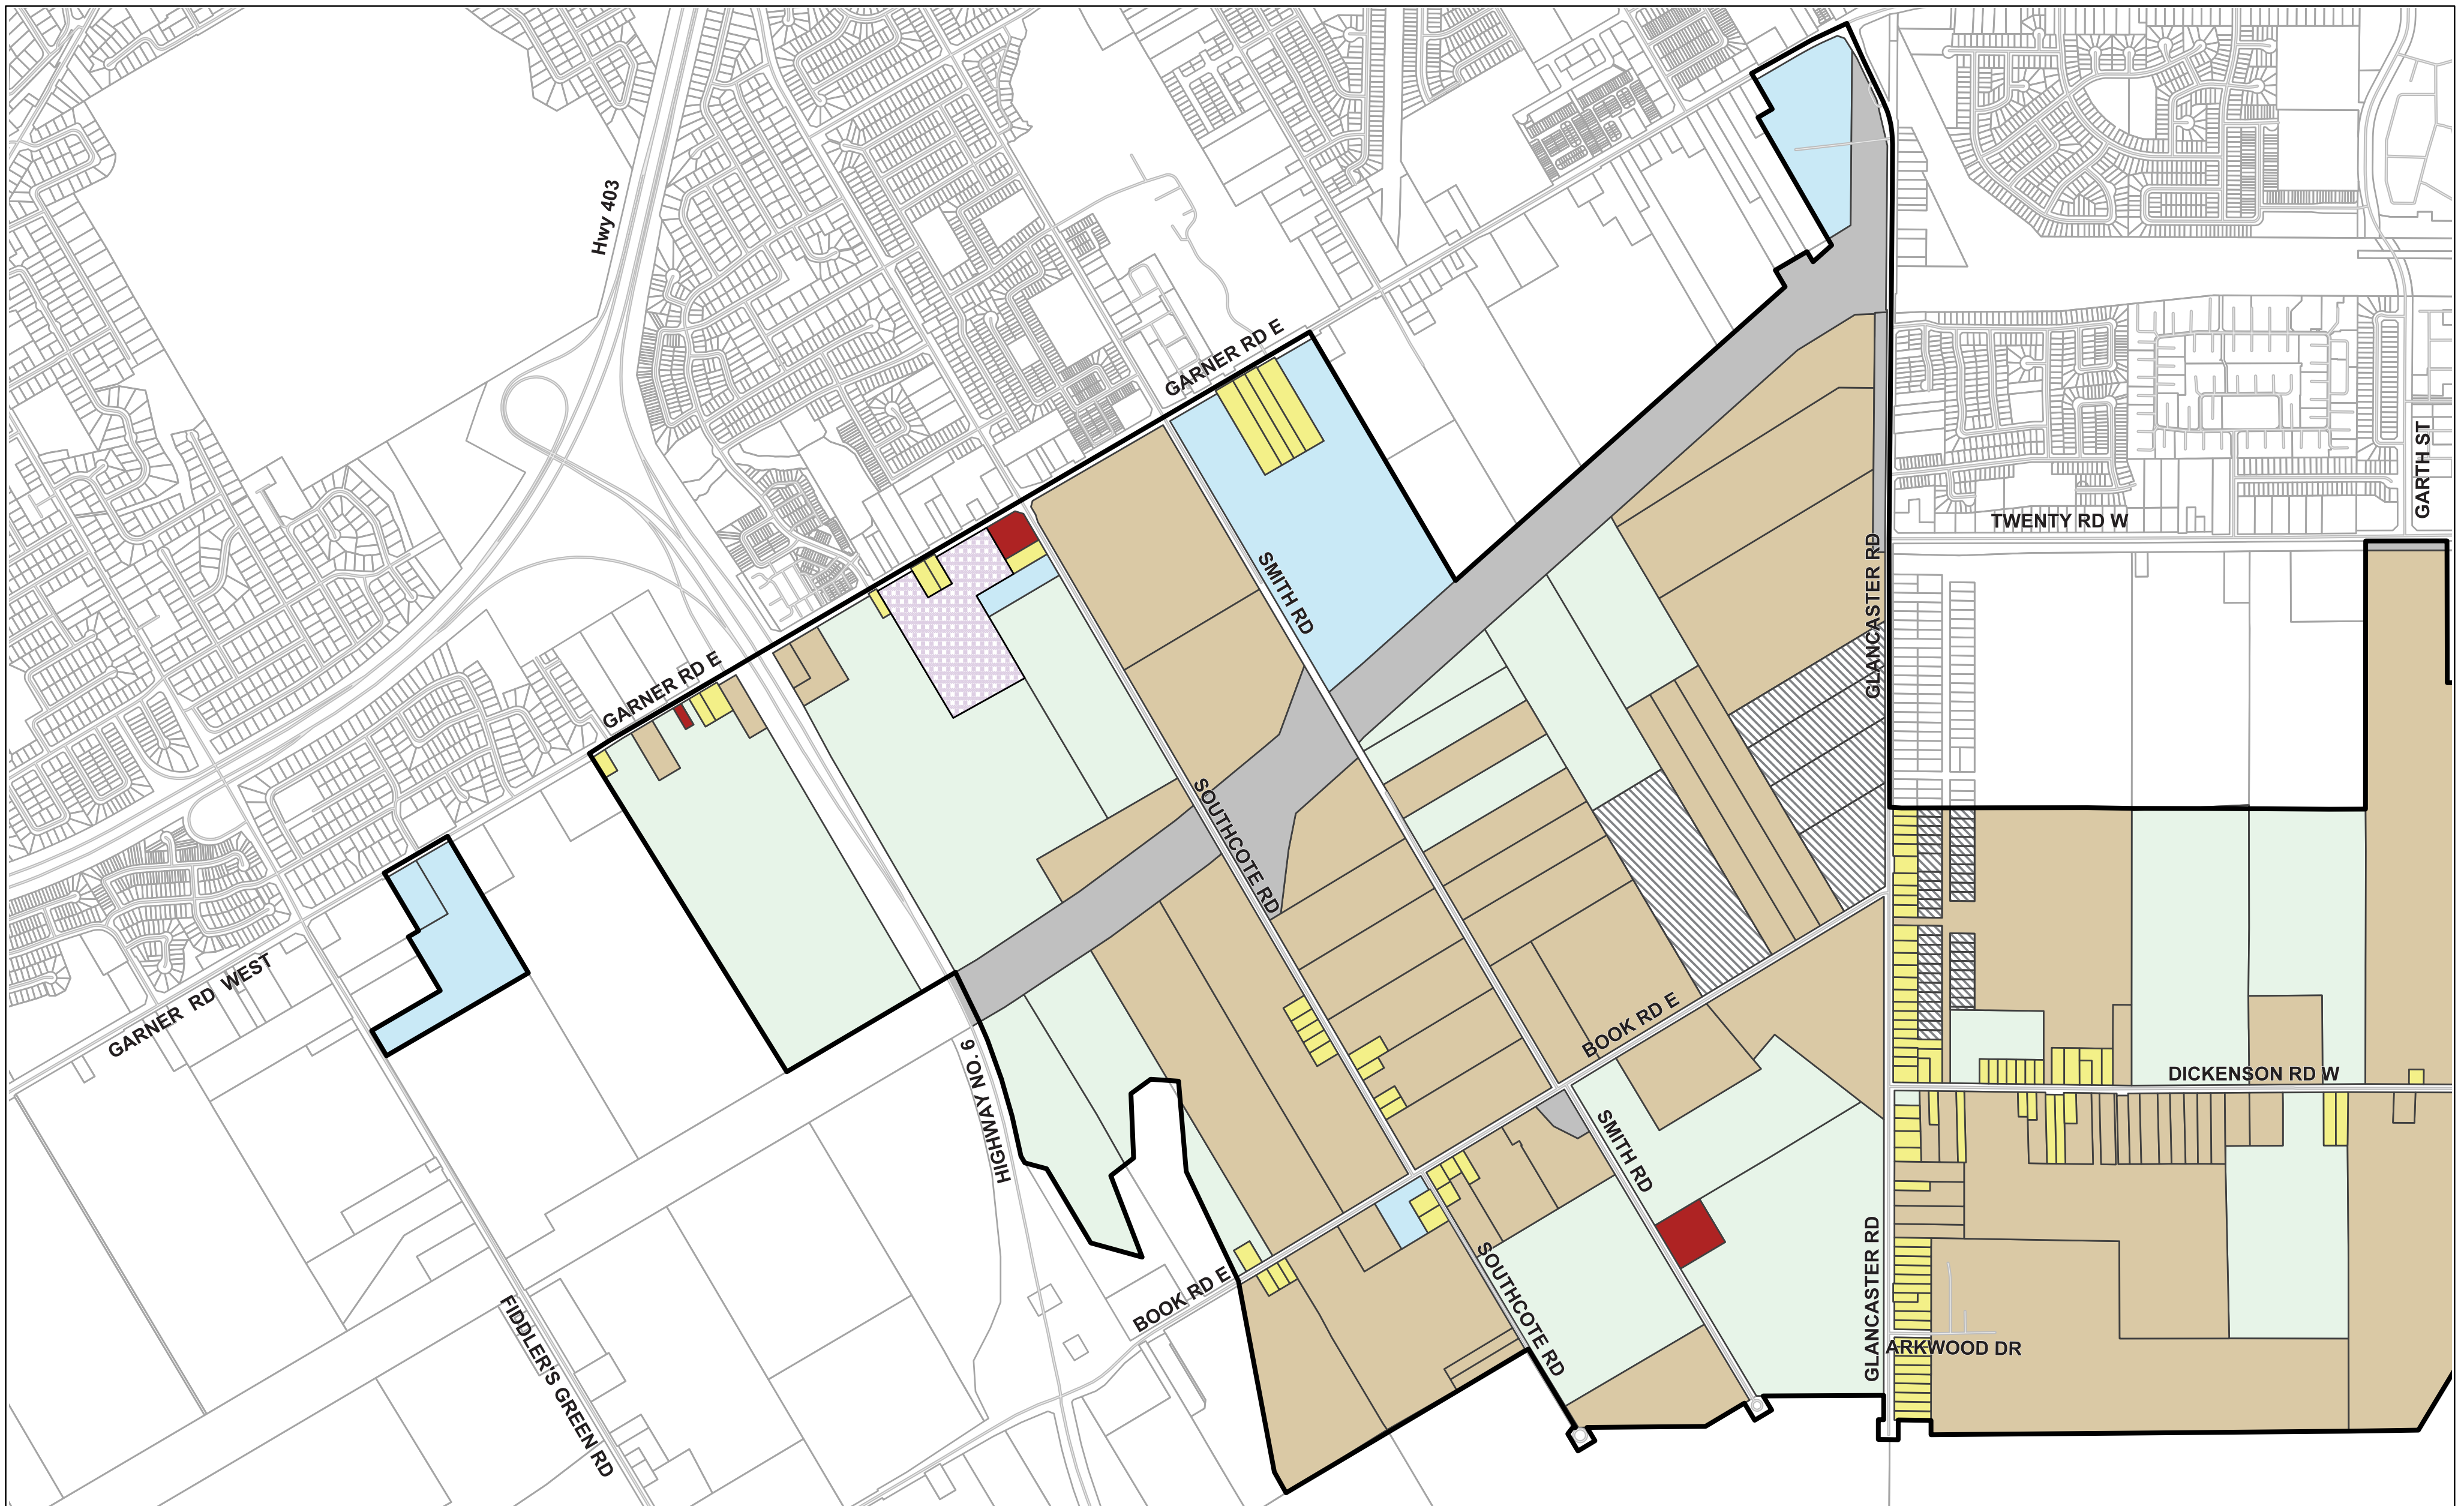 Hwy 403
GARNER RD E
GARTH ST
TWENTY RD W
SMITH RD
GLANCASTER RD
GARNER RD E
SOUTHCOTE RD
GARNER RD WEST
BOOK RD E
HIGHWAY NO. 6
DICKENSON RD W
SMITH RD
GLANCASTER RD
SOUTHCOTE RD
BOOK RD E
FIDDLER'S GREEN RD
ARKWOOD DR